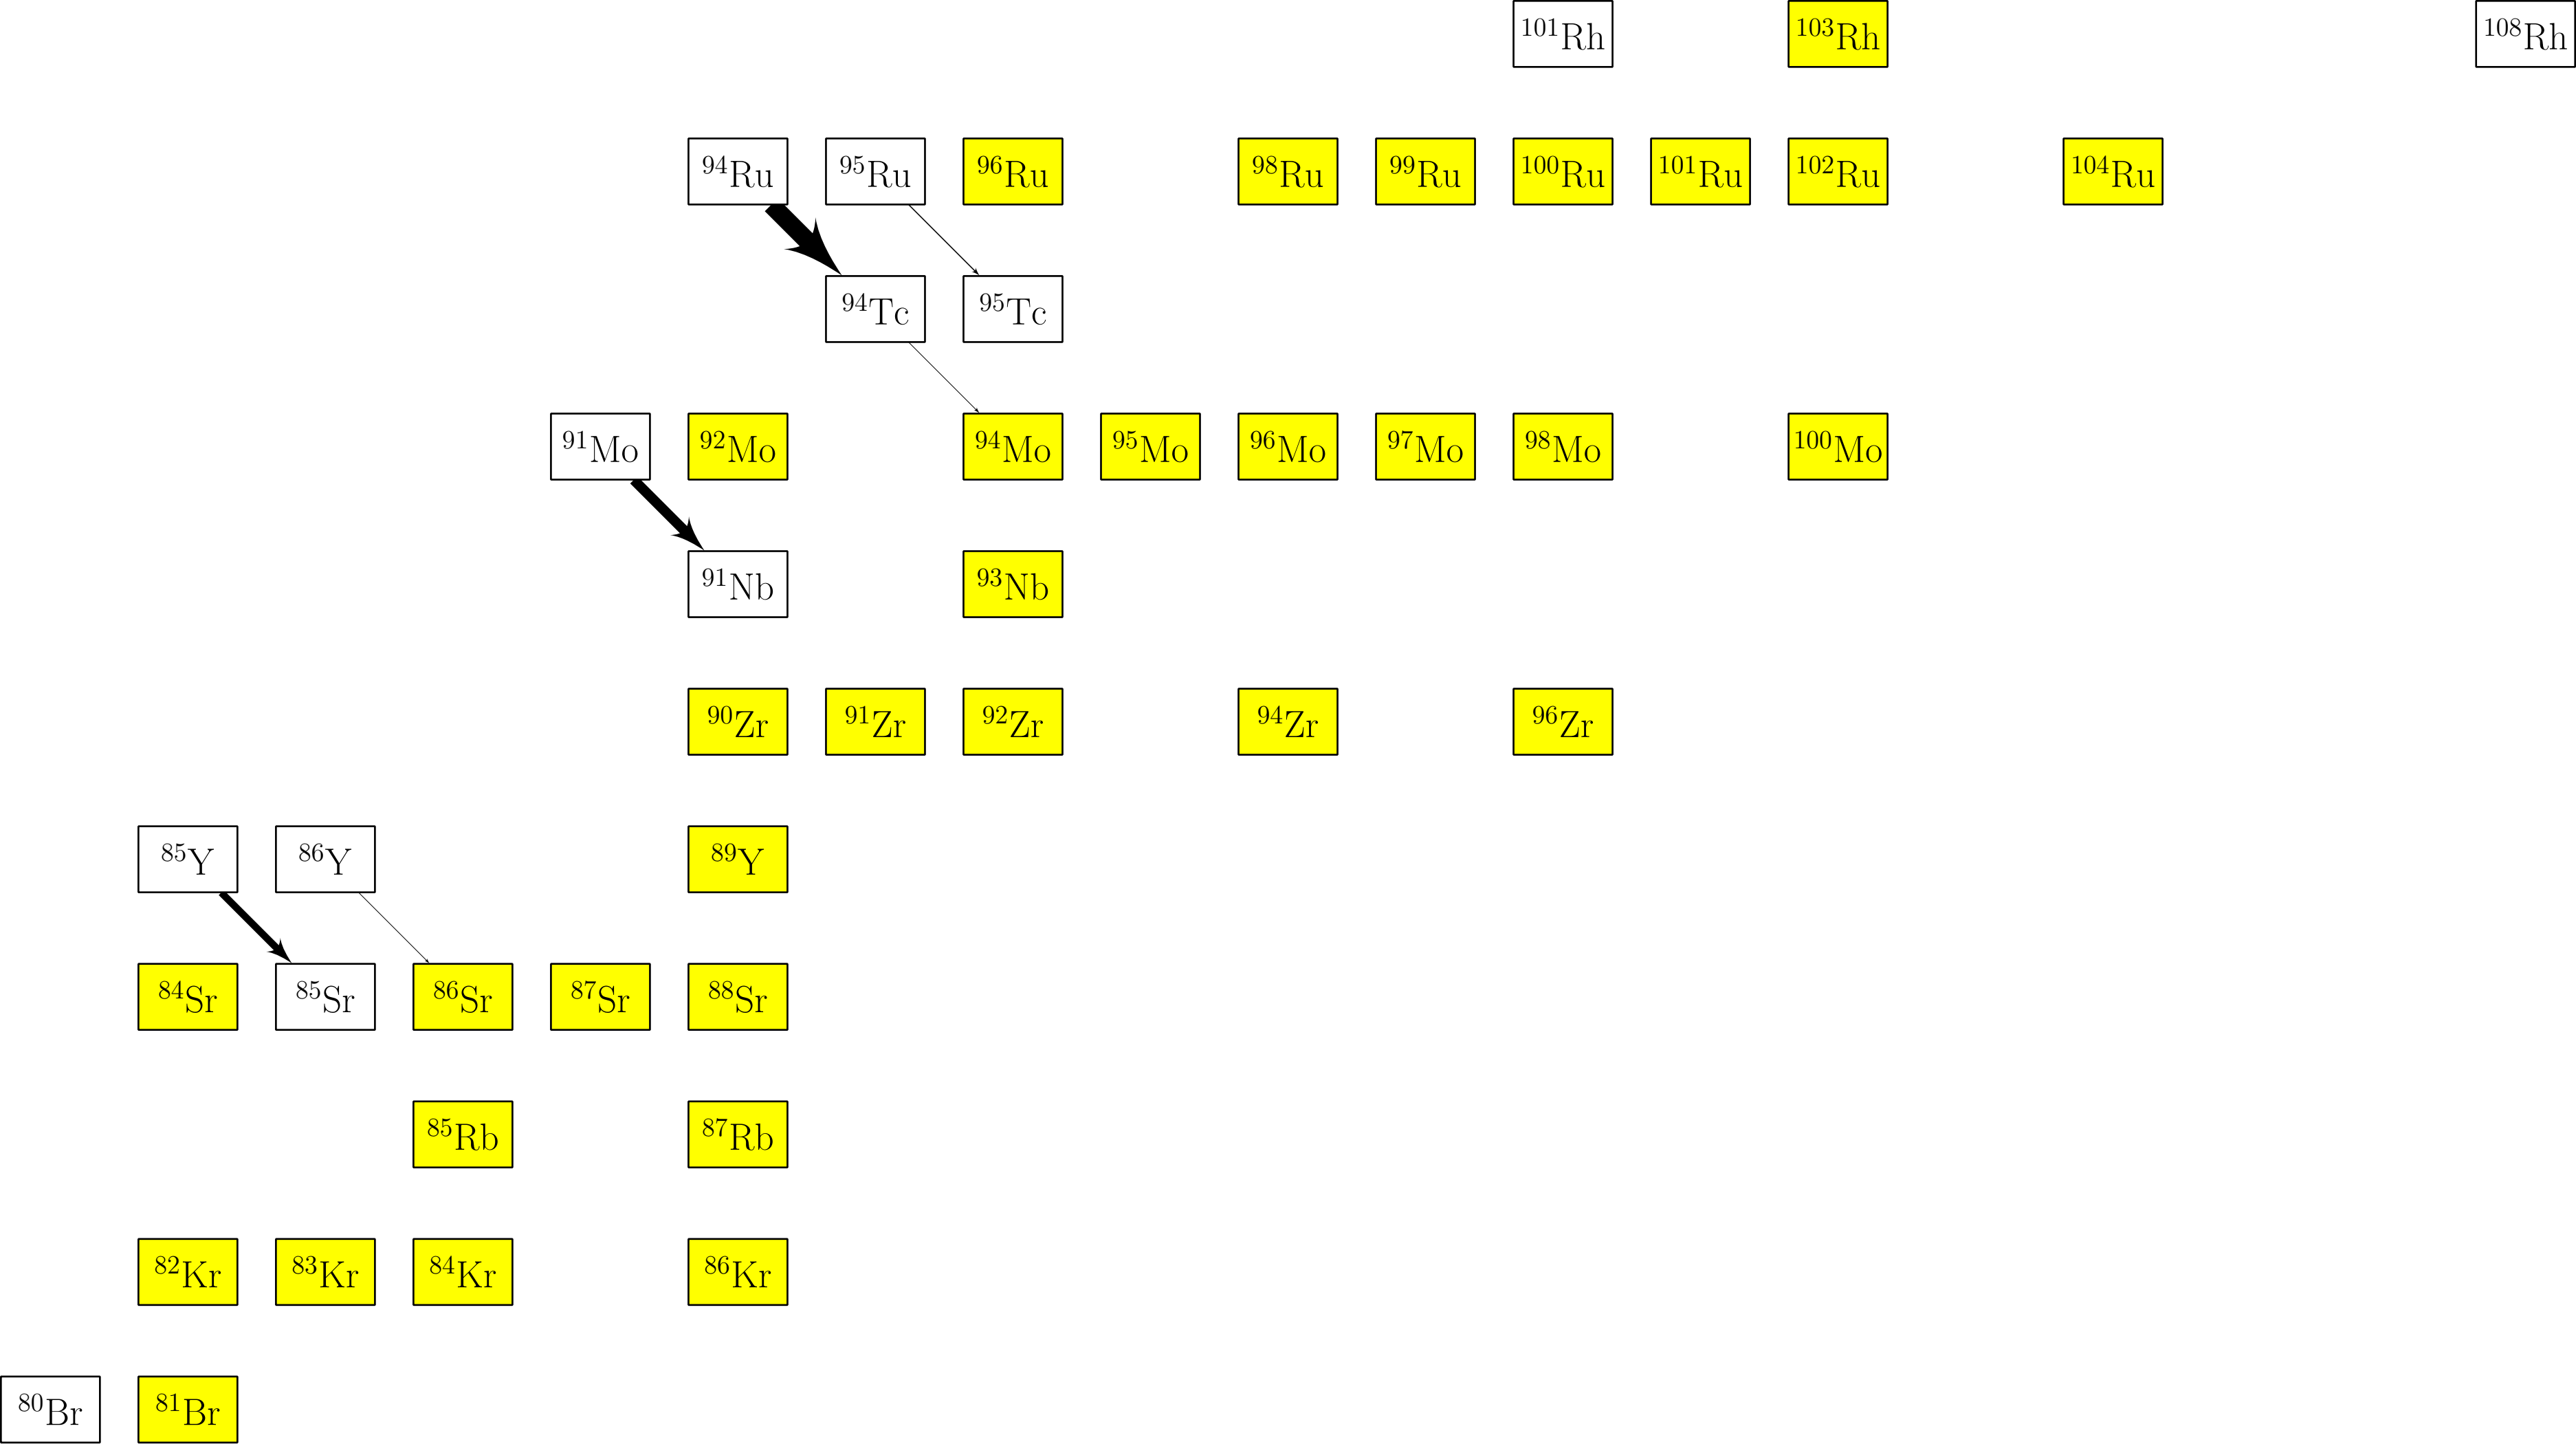 ¹⁰¹Rh ¹⁰³Rh ¹⁰⁸Rh
⁹⁴Ru ⁹⁵Ru ⁹⁶Ru ⁹⁸Ru ⁹⁹Ru ¹⁰⁰Ru ¹⁰¹Ru ¹⁰²Ru ¹⁰⁴Ru
⁹⁴Tc ⁹⁵Tc
⁹¹Mo ⁹²Mo ⁹⁴Mo ⁹⁵Mo ⁹⁶Mo ⁹⁷Mo ⁹⁸Mo ¹⁰⁰Mo
⁹¹Nb ⁹³Nb
⁹⁰Zr ⁹¹Zr ⁹²Zr ⁹⁴Zr ⁹⁶Zr
⁸⁵Y ⁸⁶Y ⁸⁹Y
⁸⁴Sr ⁸⁵Sr ⁸⁶Sr ⁸⁷Sr ⁸⁸Sr
⁸⁵Rb ⁸⁷Rb
⁸²Kr ⁸³Kr ⁸⁴Kr ⁸⁶Kr
⁸⁰Br ⁸¹Br